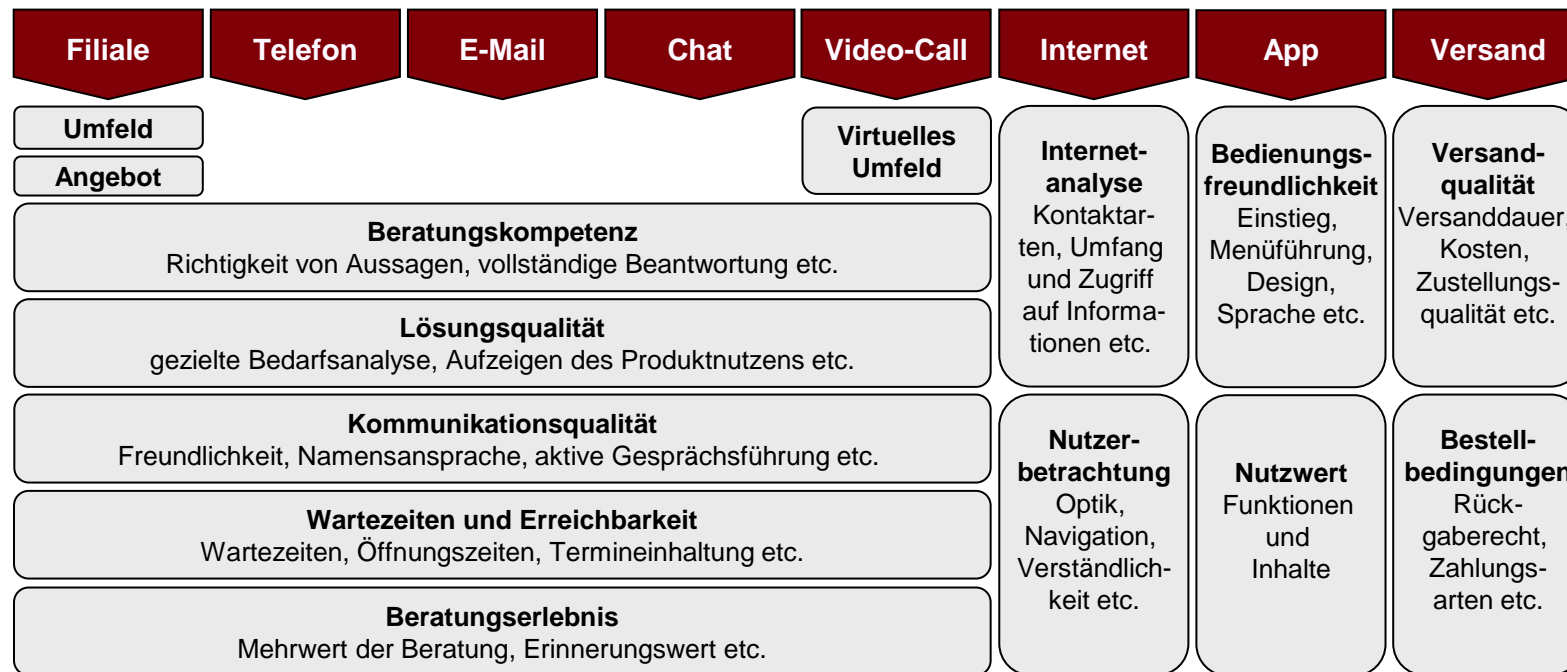 Filiale
Telefon
E-Mail
Chat
Video-Call
Internet
App
Versand
Umfeld
Angebot
Virtuelles
Umfeld
Beratungskompetenz
Richtigkeit von Aussagen, vollständige Beantwortung etc.
Lösungsqualität
gezielte Bedarfsanalyse, Aufzeigen des Produktnutzens etc.
Kommunikationsqualität
Freundlichkeit, Namensansprache, aktive Gesprächsführung etc.
Wartezeiten und Erreichbarkeit
Wartezeiten, Öffnungszeiten, Termineinhaltung etc.
Beratungserlebnis
Mehrwert der Beratung, Erinnerungswert etc.
Internet-
analyse
Kontaktar-
ten, Umfang
und Zugriff
auf Informa-
tionen etc.
Nutzer-
betrachtung
Optik,
Navigation,
Verständlich-
keit etc.
Bedienungs-
freundlichkeit
Einstieg,
Menüführung,
Design,
Sprache etc.
Nutzwert
Funktionen
und
Inhalte
Versand-
qualität
Versanddauer,
Kosten,
Zustellungs-
qualität etc.
Bestell-
bedingungen
Rück-
gaberecht,
Zahlungs-
arten etc.